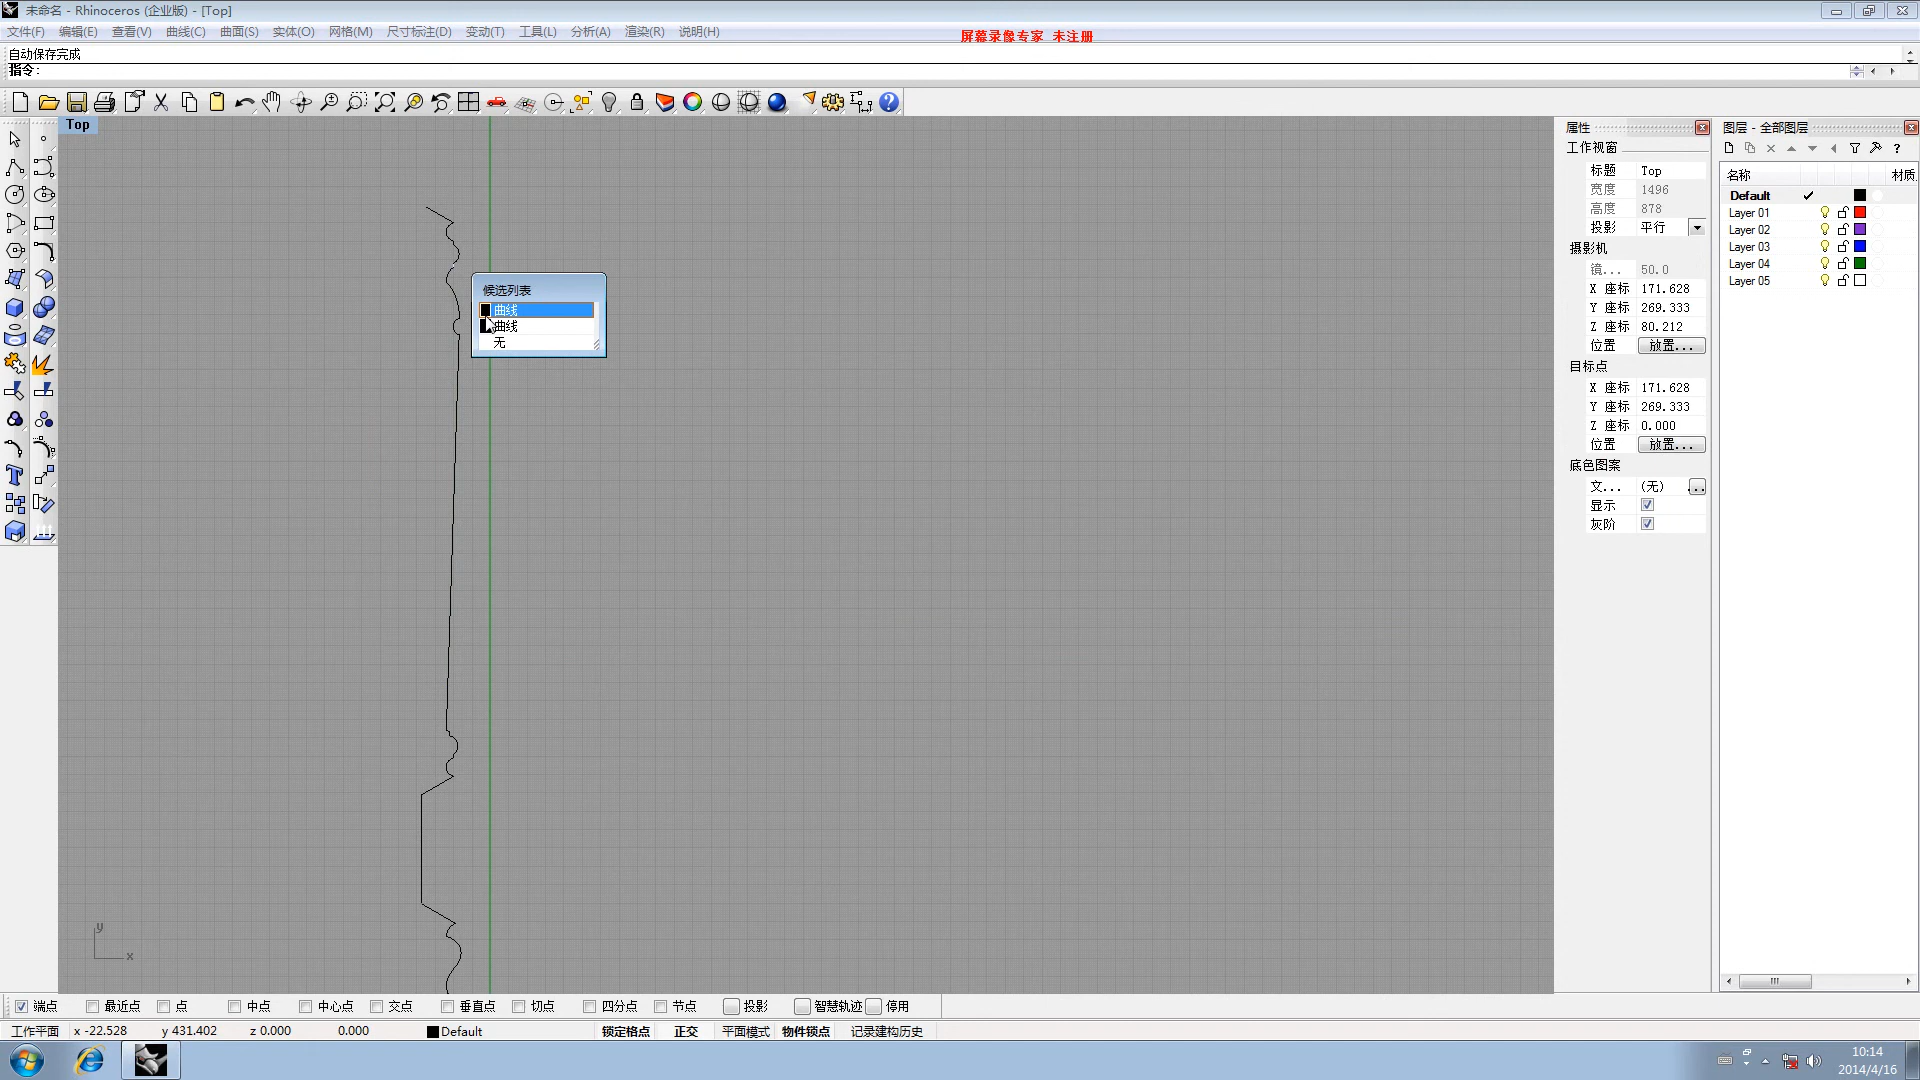 未命名 - Rhinoceros (企业版) - [Top]
文件(F) 编辑(E) 查看(V) 曲线(C) 曲面(S) 实体(O) 网格(M) 尺寸标注(D) 变动(T) 工具(L) 分析(A) 渲染(R) 说明(H)
屏幕录像专家 未注册
自动保存完成
指令:
Top
候选列表
曲线
曲线
无
y
x
属性
工作视窗
标题 Top
宽度 1496
高度 878
投影 平行
摄影机
镜... 50.0
X 座标 171.628
Y 座标 269.333
Z 座标 80.212
位置 放置...
目标点
X 座标 171.628
Y 座标 269.333
Z 座标 0.000
位置 放置...
底色图案
文... (无) ...
显示
灰阶
图层 - 全部图层
名称 材质
Default
Layer 01
Layer 02
Layer 03
Layer 04
Layer 05
端点 最近点 点 中点 中心点 交点 垂直点 切点 四分点 节点 投影 智慧轨迹 停用
工作平面 x -22.528 y 431.402 z 0.000 0.000 Default 锁定格点 正交 平面模式 物件锁点 记录建构历史
10:14
2014/4/16